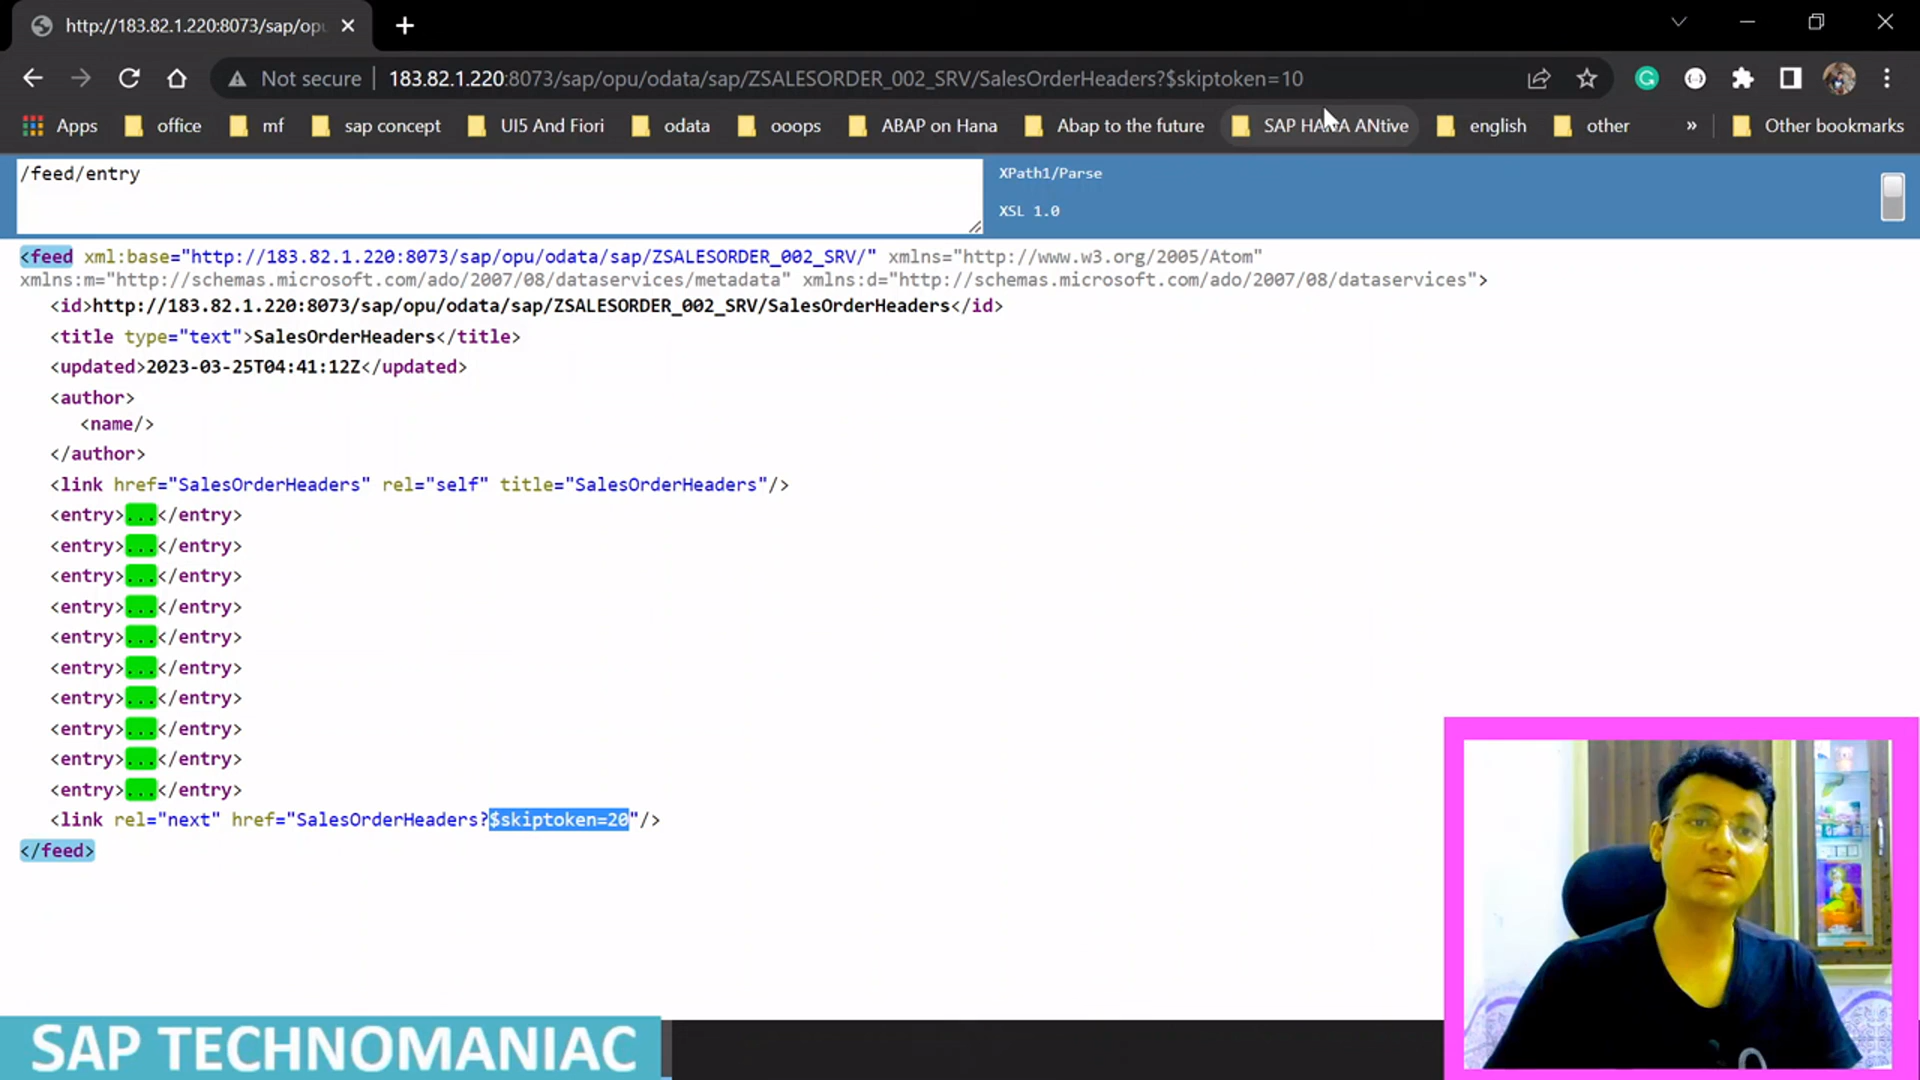 http://183.82.1.220:8073/sap/opu
Not secure 183.82.1.220:8073/sap/opu/odata/sap/ZSALESORDER_002_SRV/SalesOrderHeaders?$skiptoken=10
Apps office mf sap concept UI5 And Fiori odata ooops ABAP on Hana Abap to the future SAP HANA ANtive english other » Other bookmarks
/feed/entry
XPath1/Parse
XSL 1.0
<feed xml:base="http://183.82.1.220:8073/sap/opu/odata/sap/ZSALESORDER_002_SRV/" xmlns="http://www.w3.org/2005/Atom"
xmlns:m="http://schemas.microsoft.com/ado/2007/08/dataservices/metadata" xmlns:d="http://schemas.microsoft.com/ado/2007/08/dataservices">
<id>http://183.82.1.220:8073/sap/opu/odata/sap/ZSALESORDER_002_SRV/SalesOrderHeaders</id>
<title type="text">SalesOrderHeaders</title>
<updated>2023-03-25T04:41:12Z</updated>
<author>
<name/>
</author>
<link href="SalesOrderHeaders" rel="self" title="SalesOrderHeaders"/>
<entry>...</entry>
<entry>...</entry>
<entry>...</entry>
<entry>...</entry>
<entry>...</entry>
<entry>...</entry>
<entry>...</entry>
<entry>...</entry>
<entry>...</entry>
<entry>...</entry>
<link rel="next" href="SalesOrderHeaders?$skiptoken=20"/>
</feed>
SAP TECHNOMANIAC